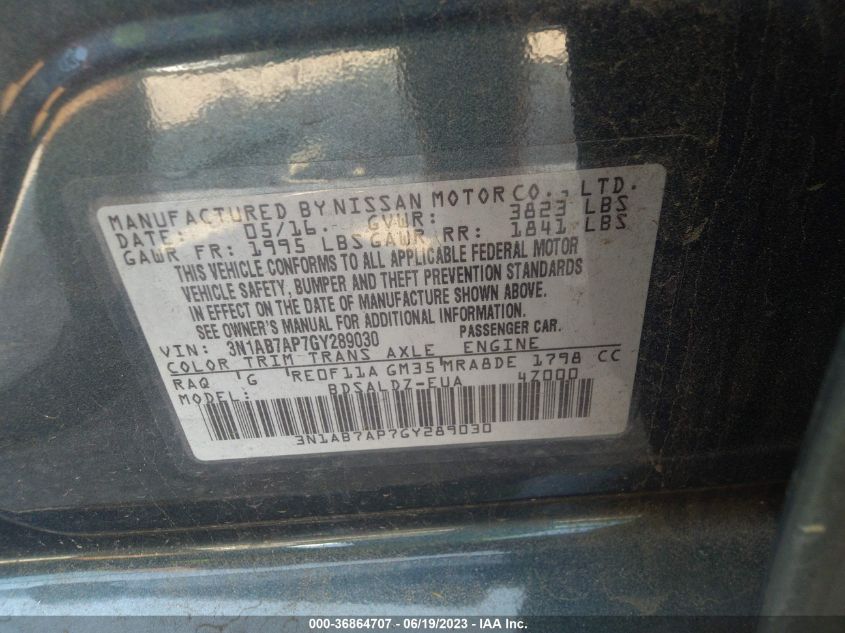 MANUFACTURED BY NISSAN MOTOR CO., LTD.
DATE: 05/16 GVWR: 3823 LBS
GAWR FR: 1995 LBS GAWR RR: 1841 LBS
THIS VEHICLE CONFORMS TO ALL APPLICABLE FEDERAL MOTOR
VEHICLE SAFETY, BUMPER AND THEFT PREVENTION STANDARDS
IN EFFECT ON THE DATE OF MANUFACTURE SHOWN ABOVE.
SEE OWNER'S MANUAL FOR ADDITIONAL INFORMATION.
VIN: 3N1AB7AP7GY289030 PASSENGER CAR.
COLOR TRIM TRANS AXLE ENGINE
RAQ G RE0F11A GM35 MRA8DE 1798 CC
MODEL: BDSALDZ-EUA 47000
3N1AB7AP7GY289030
000-36864707 - 06/19/2023 - IAA Inc.